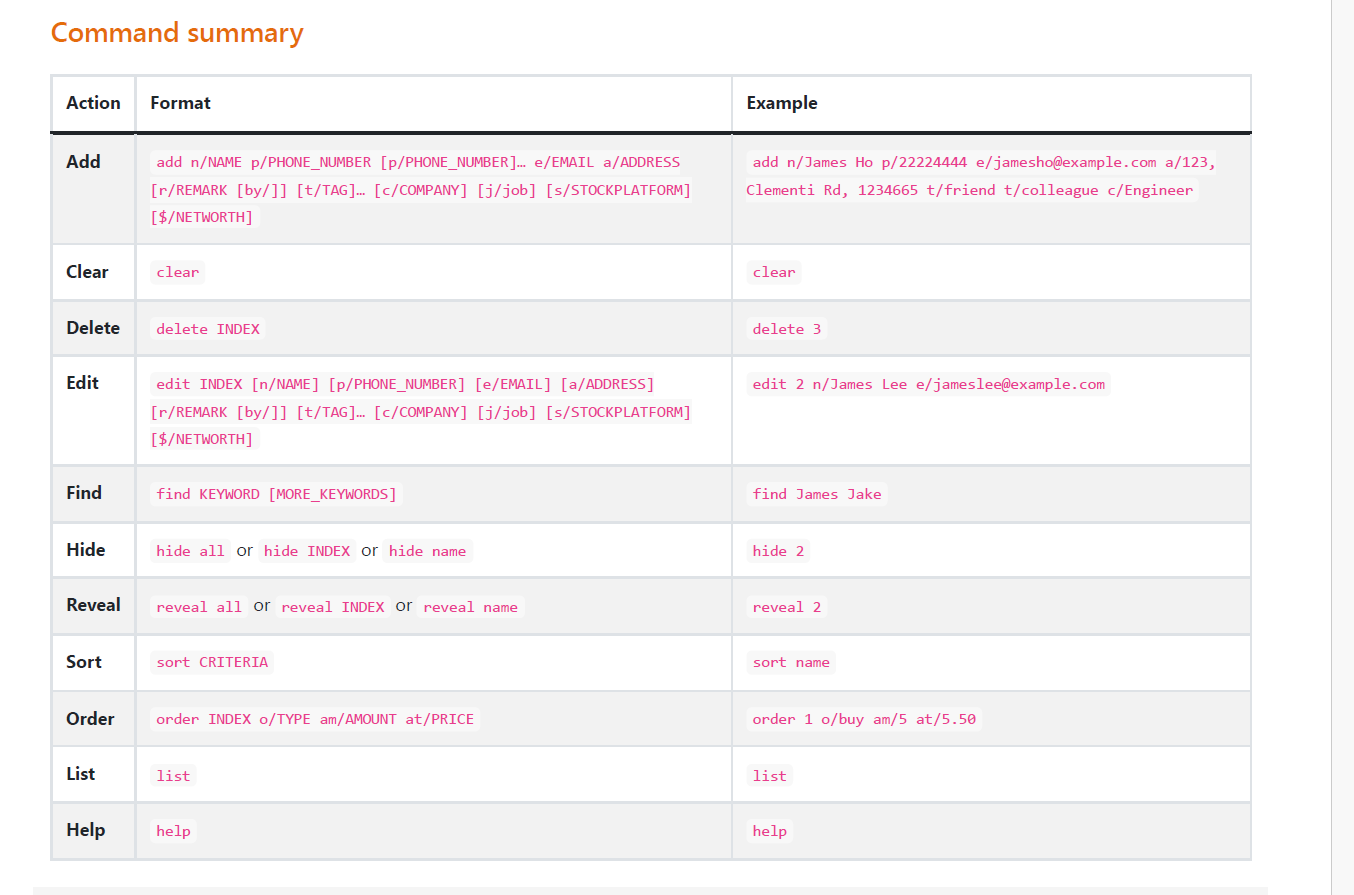 Command summary
Action Format Example
Add add n/NAME p/PHONE_NUMBER [p/PHONE_NUMBER]… e/EMAIL a/ADDRESS add n/James Ho p/22224444 e/jamesho@example.com a/123,
[r/REMARK [by/]] [t/TAG]… [c/COMPANY] [j/job] [s/STOCKPLATFORM] Clementi Rd, 1234665 t/friend t/colleague c/Engineer
[$/NETWORTH]
Clear clear clear
Delete delete INDEX delete 3
Edit edit INDEX [n/NAME] [p/PHONE_NUMBER] [e/EMAIL] [a/ADDRESS] edit 2 n/James Lee e/jameslee@example.com
[r/REMARK [by/]] [t/TAG]… [c/COMPANY] [j/job] [s/STOCKPLATFORM]
[$/NETWORTH]
Find find KEYWORD [MORE_KEYWORDS] find James Jake
Hide hide all or hide INDEX or hide name hide 2
Reveal reveal all or reveal INDEX or reveal name reveal 2
Sort sort CRITERIA sort name
Order order INDEX o/TYPE am/AMOUNT at/PRICE order 1 o/buy am/5 at/5.50
List list list
Help help help